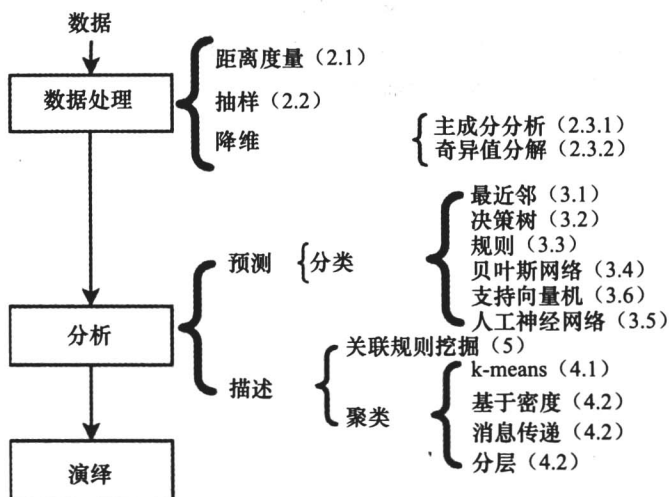 数据
数据处理
距离度量（2.1）
抽样（2.2）
降维
主成分分析（2.3.1）
奇异值分解（2.3.2）
分析
预测
分类
最近邻（3.1）
决策树（3.2）
规则（3.3）
贝叶斯网络（3.4）
支持向量机（3.6）
人工神经网络（3.5）
描述
关联规则挖掘（5）
聚类
k-means（4.1）
基于密度（4.2）
消息传递（4.2）
分层（4.2）
演绎